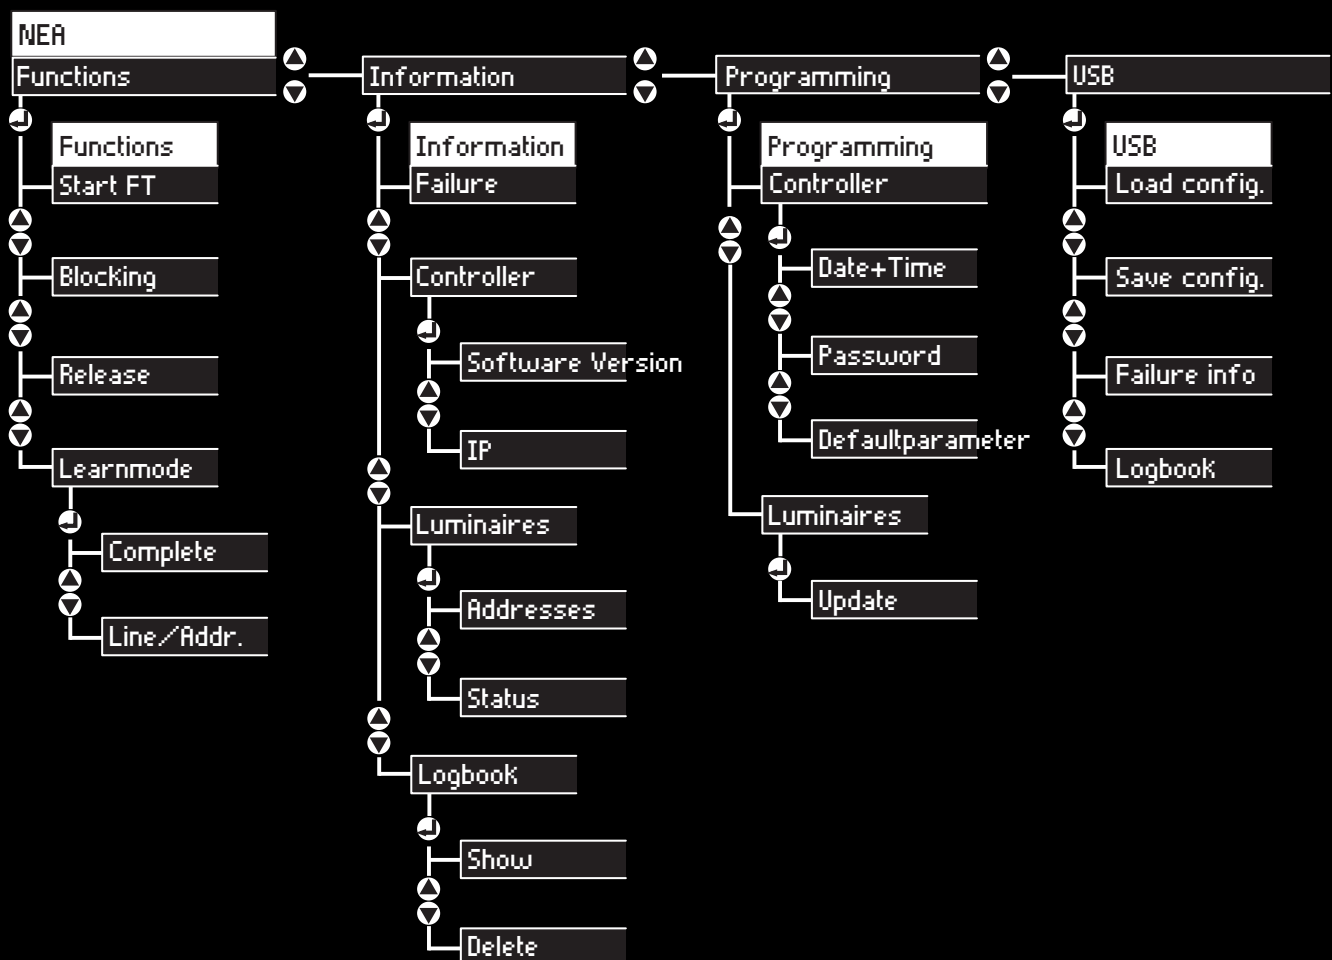 NEA
Functions
Functions
Start FT
Blocking
Release
Learnmode
Complete
Line/Addr.
Information
Information
Failure
Controller
Software Version
IP
Luminaires
Addresses
Status
Logbook
Show
Delete
Programming
Programming
Controller
Date+Time
Password
Defaultparameter
Luminaires
Update
USB
USB
Load config.
Save config.
Failure info
Logbook